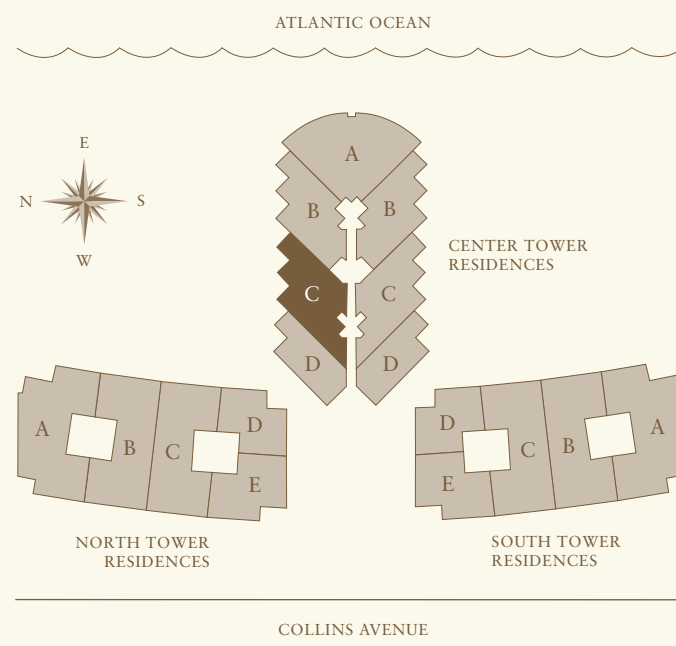 ATLANTIC OCEAN
E
N
S
W
A
B
B
C
C
D
D
CENTER TOWER
RESIDENCES
A
B
C
D
E
D
E
C
B
A
NORTH TOWER
RESIDENCES
SOUTH TOWER
RESIDENCES
COLLINS AVENUE